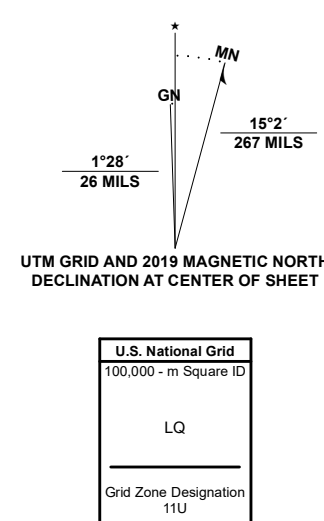 ★
MN
GN
15°2´
267 MILS
1°28´
26 MILS
UTM GRID AND 2019 MAGNETIC NORTH
DECLINATION AT CENTER OF SHEET
U.S. National Grid
100,000 - m Square ID
LQ
Grid Zone Designation
11U